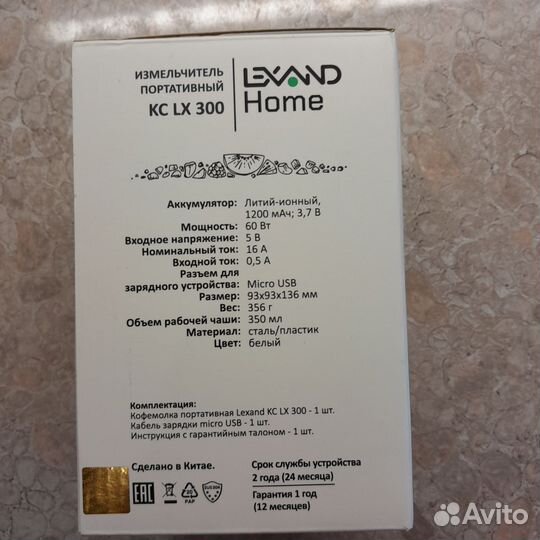 ИЗМЕЛЬЧИТЕЛЬ
ПОРТАТИВНЫЙ
KC LX 300
LEXAND
Home
Аккумулятор: Литий-ионный,
1200 мАч; 3,7 В
Мощность: 60 Вт
Входное напряжение: 5 В
Номинальный ток: 16 А
Входной ток: 0,5 А
Разъем для
зарядного устройства: Micro USB
Размер: 93х93х136 мм
Вес: 356 г
Объем рабочей чаши: 350 мл
Материал: сталь/пластик
Цвет: белый
Комплектация:
Кофемолка портативная Lexand KC LX 300 - 1 шт.
Кабель зарядки micro USB - 1 шт.
Инструкция с гарантийным талоном - 1 шт.
Сделано в Китае.
Срок службы устройства
2 года (24 месяца)
Гарантия 1 год
(12 месяцев)
EAC
20
PAP
Avito